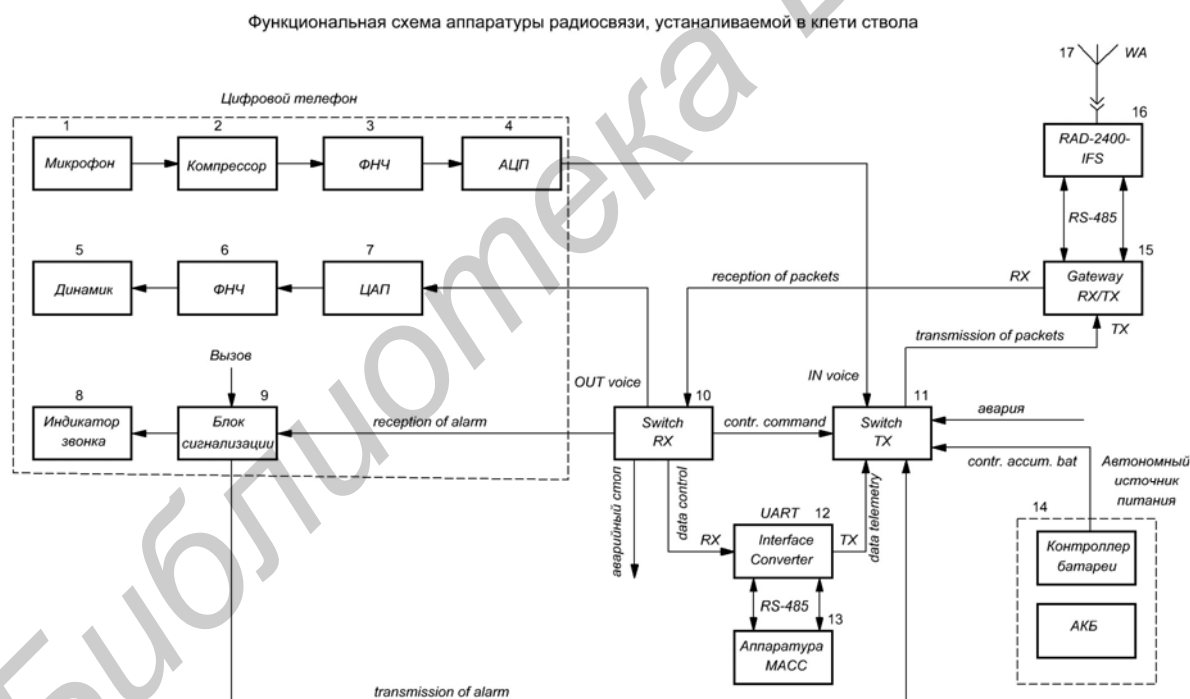 Функциональная схема аппаратуры радиосвязи, устаналиваемой в клети ствола
17
WA
Цифровой телефон
1
2
3
4
16
Микрофон
Компрессор
ФНЧ
АЦП
RAD-2400-
IFS
RS-485
5
6
7
15
Динамик
ФНЧ
ЦАП
reception of packets
RX
Gateway
RX/TX
transmission of packets
TX
Вызов
OUT voice
IN voice
8
9
10
11
Индикатор
звонка
Блок
сигнализации
reception of alarm
Switch
RX
contr. command
Switch
TX
авария
contr. accum. bat
Автономный
источник
питания
аварийный стоп
data control
UART
12
RX
Interface
Converter
TX
data telemetry
14
Контроллер
батареи
RS-485
13
Аппаратура
МАСС
АКБ
transmission of alarm
Библиотека